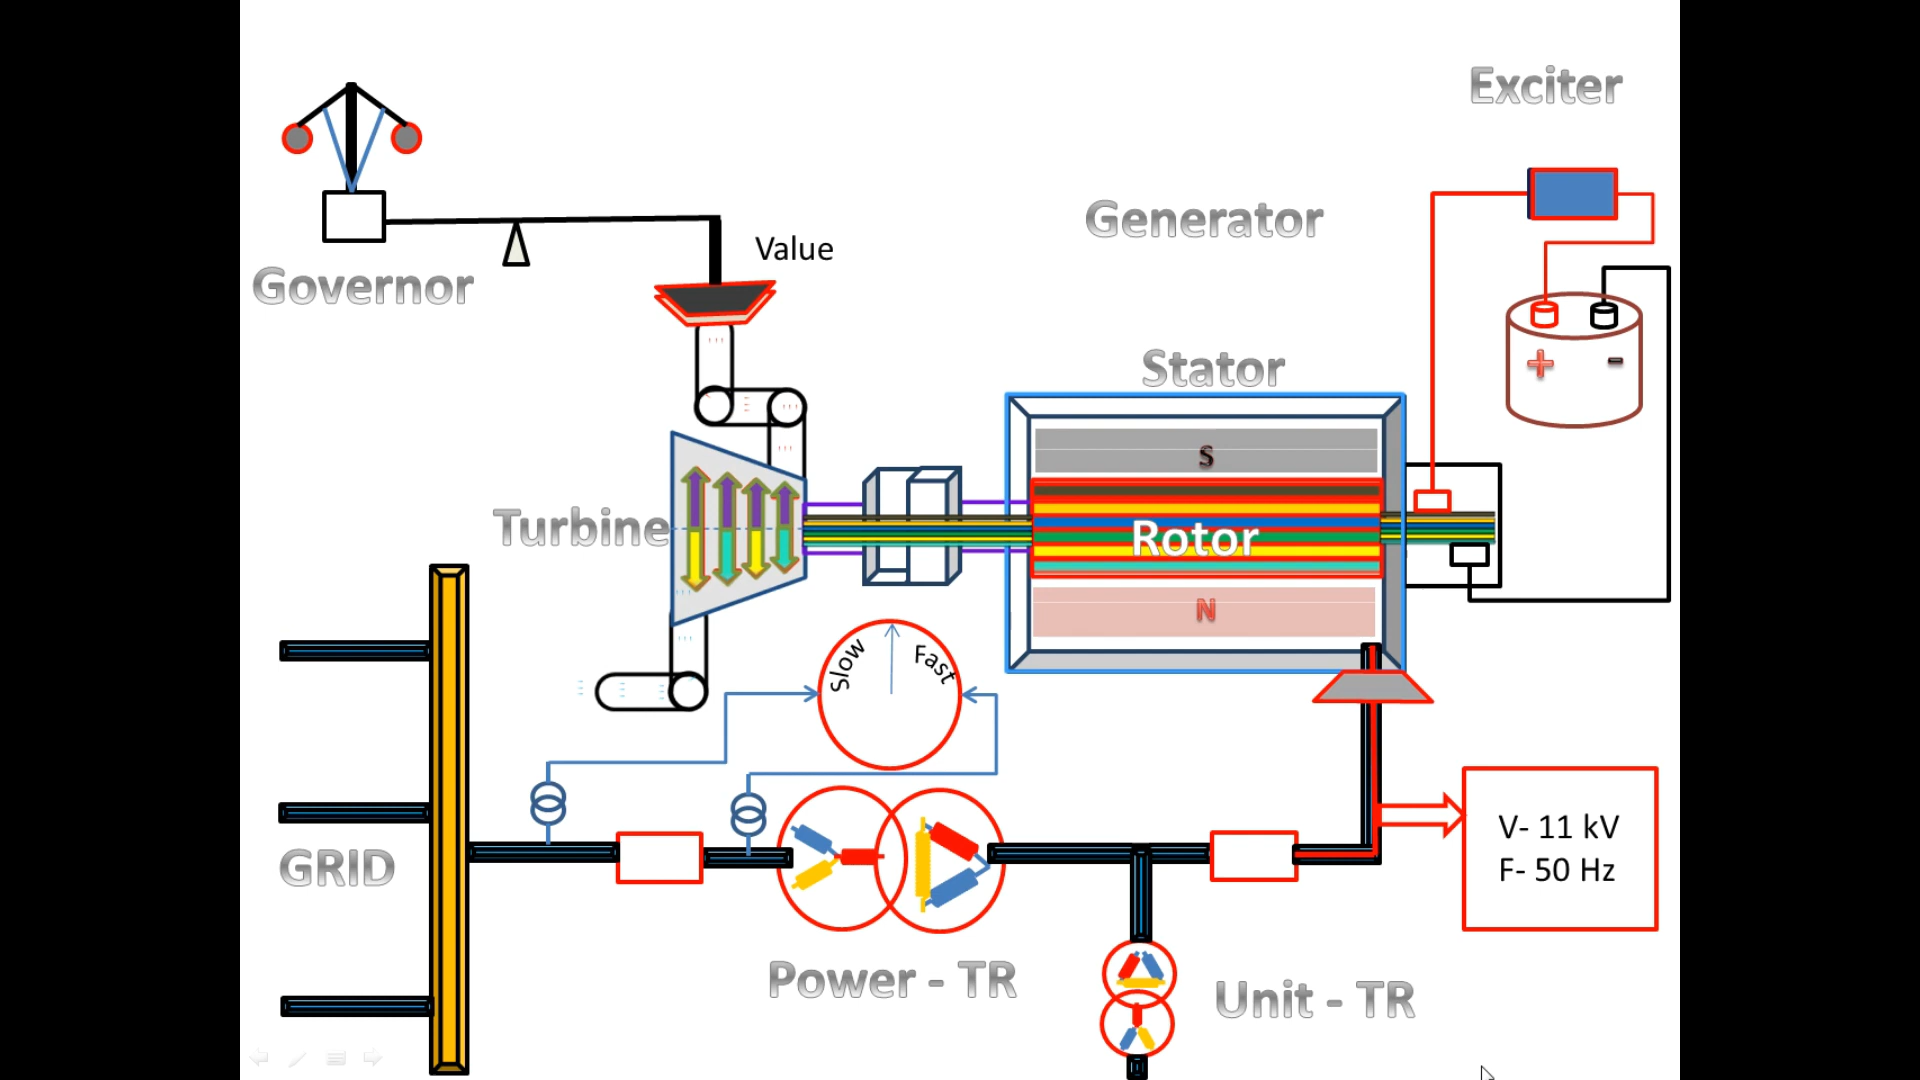 Exciter
Generator
Value
Governor
+ -
Stator
S
Turbine
Rotor
N
Slow
Fast
V- 11 kV
F- 50 Hz
GRID
Power - TR
Unit - TR